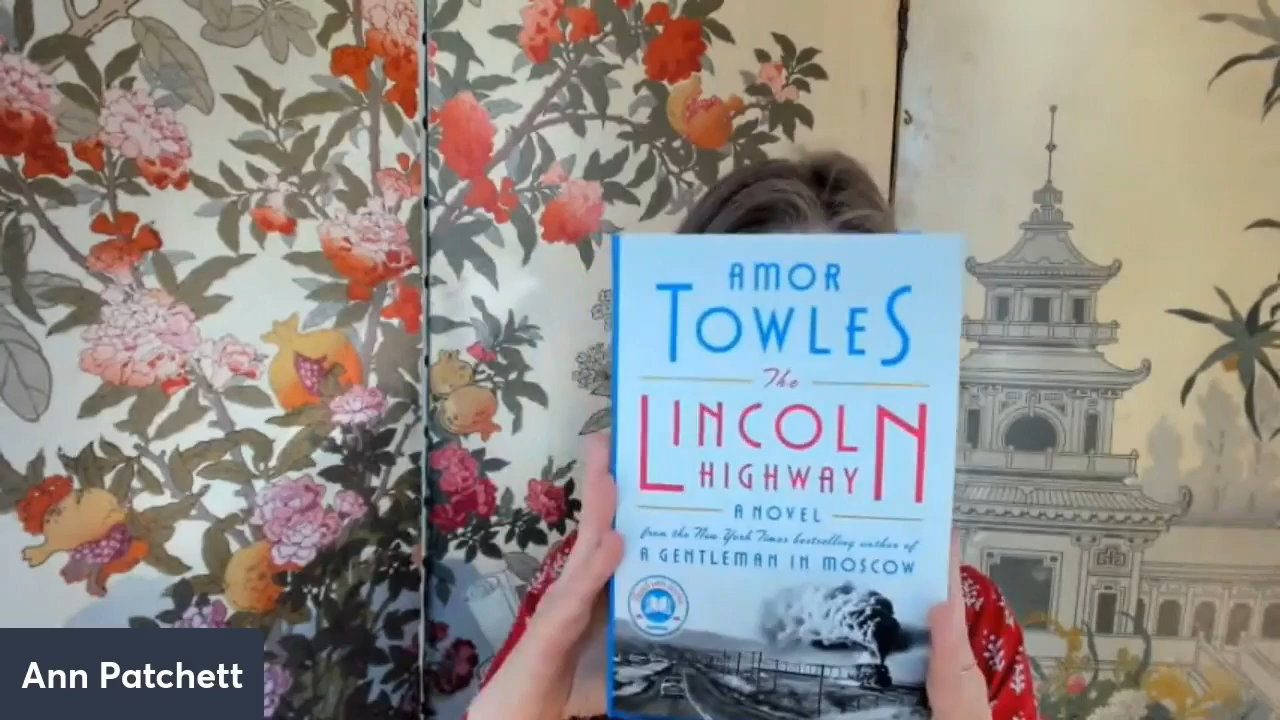 AMOR
TOWLES
The
LINCOLN
HIGHWAY
A NOVEL
from the New York Times bestselling author of
A GENTLEMAN IN MOSCOW
Ann Patchett